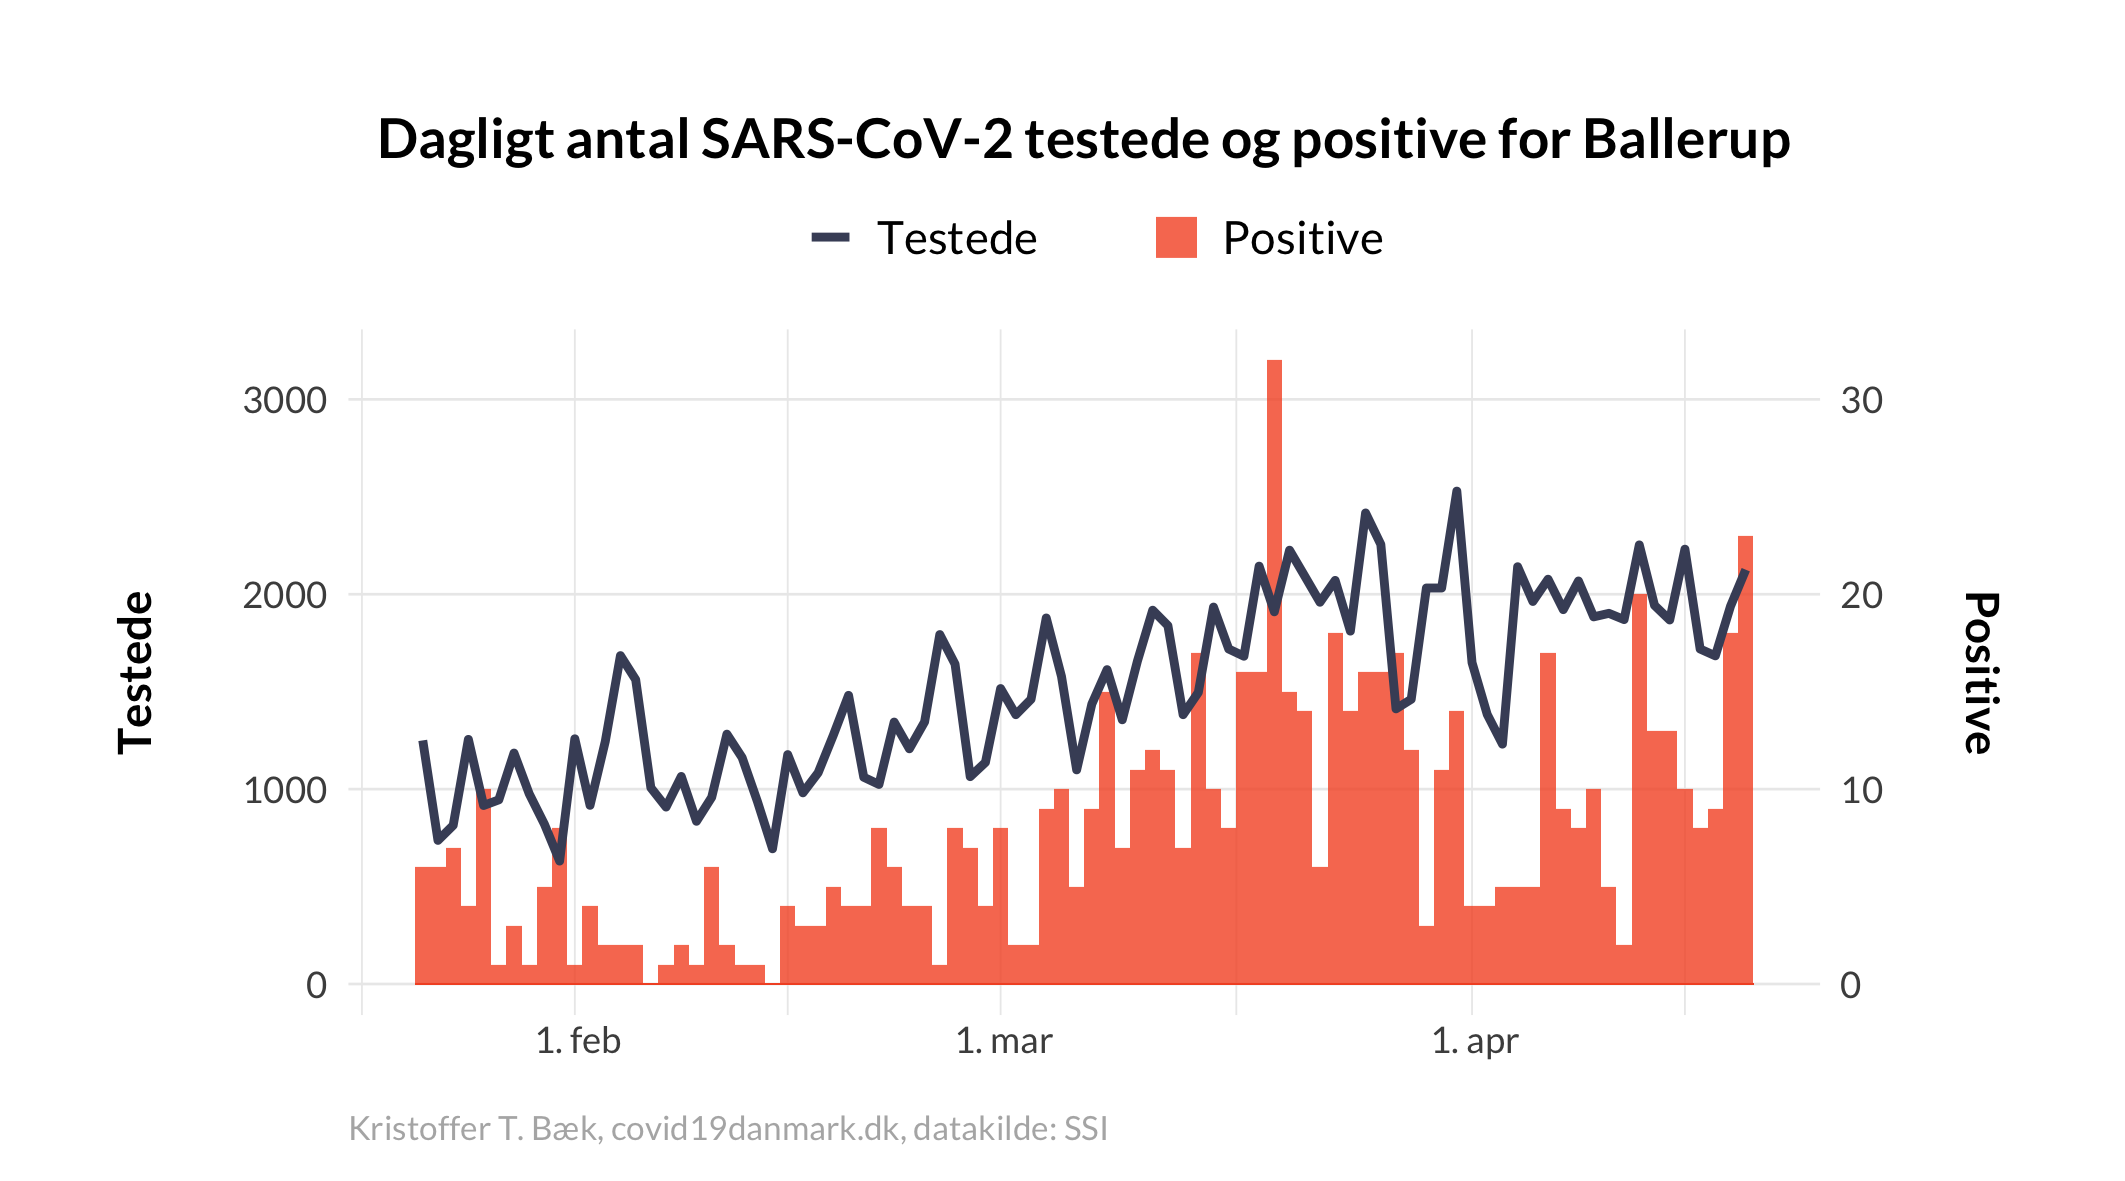 Dagligt antal SARS-CoV-2 testede og positive for Ballerup
Testede Positive
3000 30
2000 20
1000 10
0 0
Testede
Positive
1. feb 1. mar 1. apr
Kristoffer T. Bæk, covid19danmark.dk, datakilde: SSI